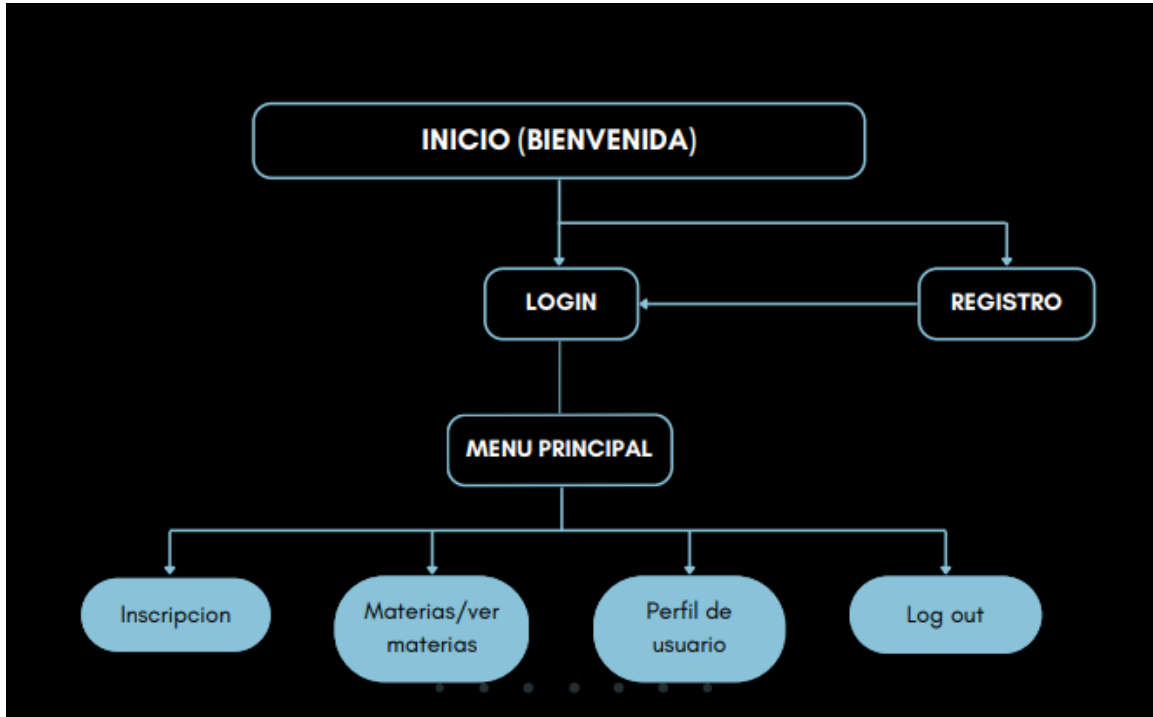 INICIO (BIENVENIDA)
LOGIN
REGISTRO
MENU PRINCIPAL
Inscripcion
Materias/ver
materias
Perfil de
usuario
Log out